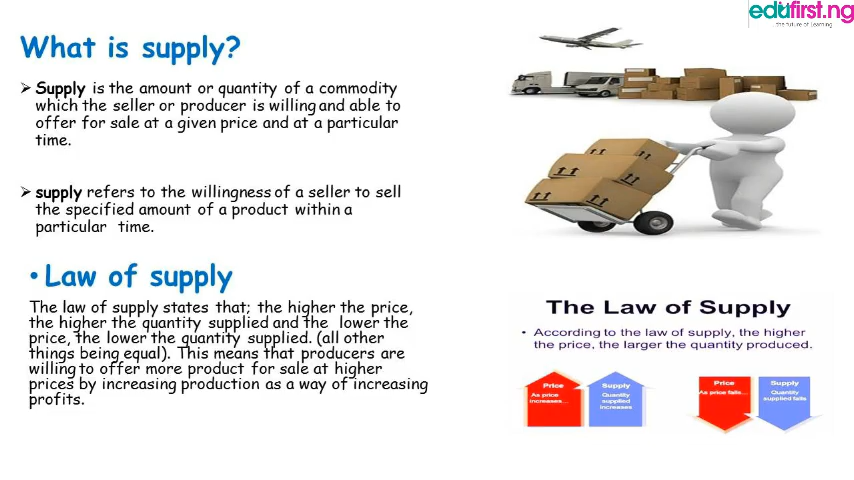 edufirst.ng
the future of learning
What is supply?
➢ Supply is the amount or quantity of a commodity
which the seller or producer is willing and able to
offer for sale at a given price and at a particular
time.
➢ supply refers to the willingness of a seller to sell
the specified amount of a product within a
particular time.
• Law of supply
The law of supply states that; the higher the price,
the higher the quantity supplied and the lower the
price, the lower the quantity supplied. (all other
things being equal). This means that producers are
willing to offer more product for sale at higher
prices by increasing production as a way of increasing
profits.
The Law of Supply
• According to the law of supply, the higher
the price, the larger the quantity produced.
Price
As price
increases...
Supply
Quantity
supplied
increases
Price
As price falls...
Supply
Quantity
supplied falls